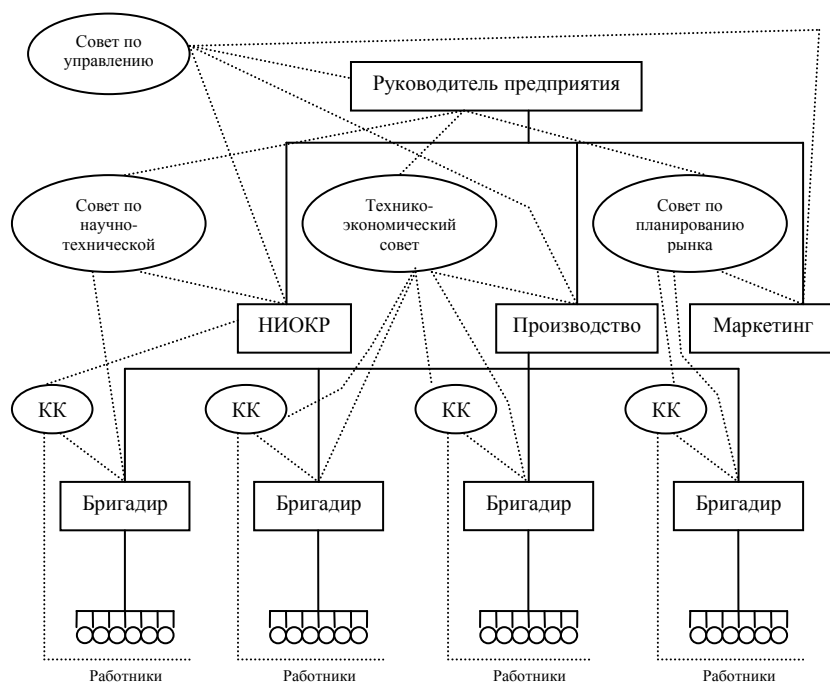 Совет по
управлению
Руководитель предприятия
Совет по
научно-
технической
Технико-
экономический
совет
Совет по
планированию
рынка
НИОКР
Производство
Маркетинг
КК
КК
КК
КК
Бригадир
Бригадир
Бригадир
Бригадир
Работники
Работники
Работники
Работники